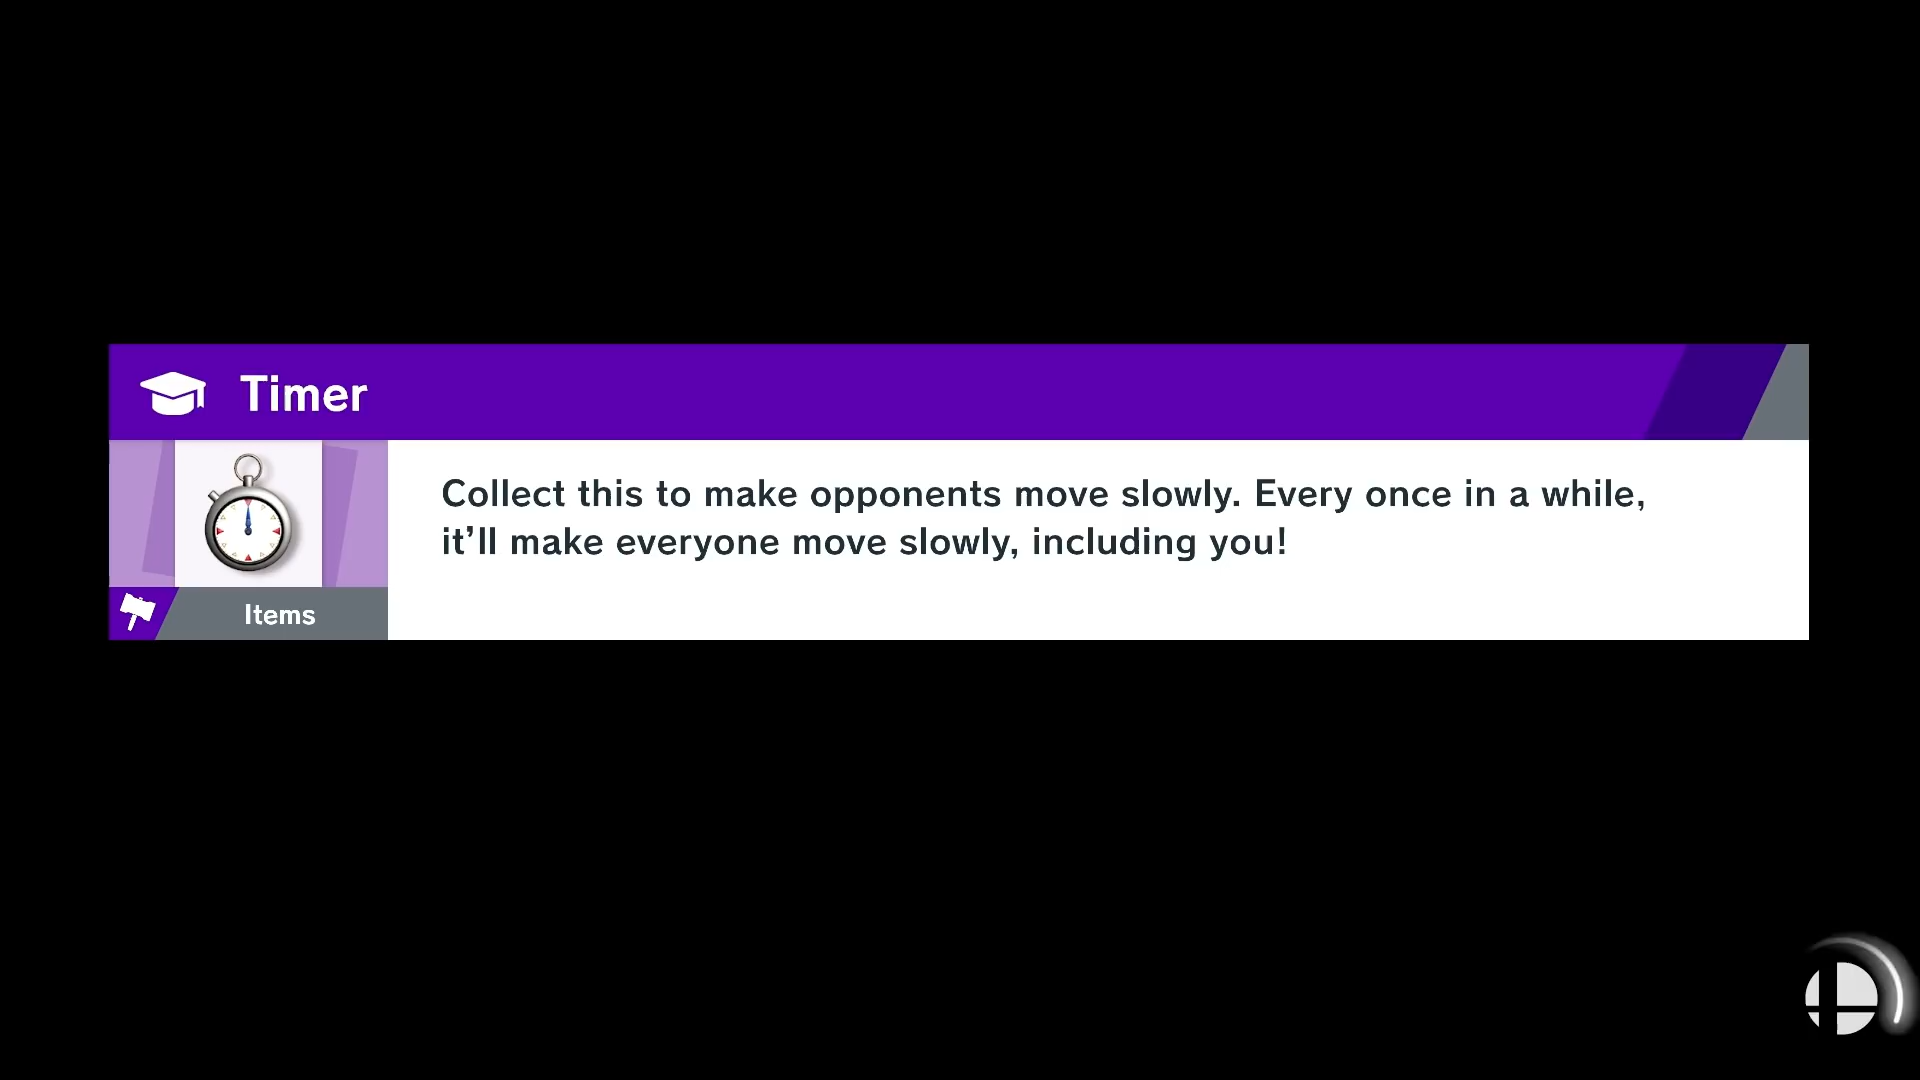 Timer
Collect this to make opponents move slowly. Every once in a while,
it’ll make everyone move slowly, including you!
Items